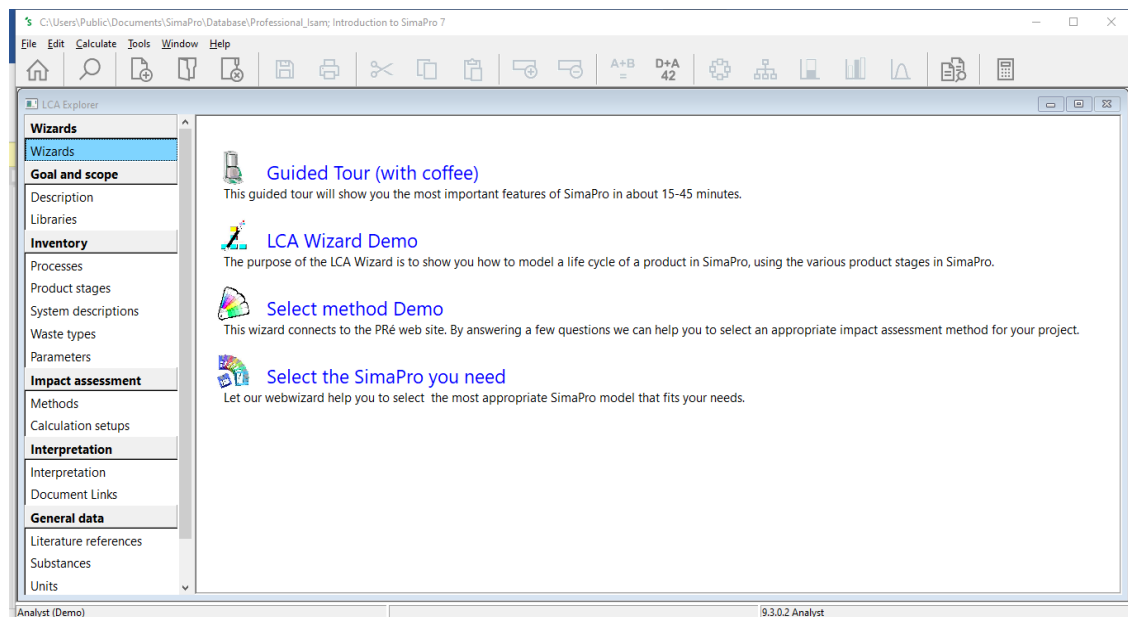 C:\Users\Public\Documents\SimaPro\Database\Professional_Isam; Introduction to SimaPro 7
File Edit Calculate Tools Window Help
A+B
=
D+A
42
LCA Explorer
Wizards
Wizards
Goal and scope
Description
Libraries
Inventory
Processes
Product stages
System descriptions
Waste types
Parameters
Impact assessment
Methods
Calculation setups
Interpretation
Interpretation
Document Links
General data
Literature references
Substances
Units
Guided Tour (with coffee)
This guided tour will show you the most important features of SimaPro in about 15-45 minutes.
LCA Wizard Demo
The purpose of the LCA Wizard is to show you how to model a life cycle of a product in SimaPro, using the various product stages in SimaPro.
Select method Demo
This wizard connects to the PRé web site. By answering a few questions we can help you to select an appropriate impact assessment method for your project.
Select the SimaPro you need
Let our webwizard help you to select the most appropriate SimaPro model that fits your needs.
Analyst (Demo)
9.3.0.2 Analyst